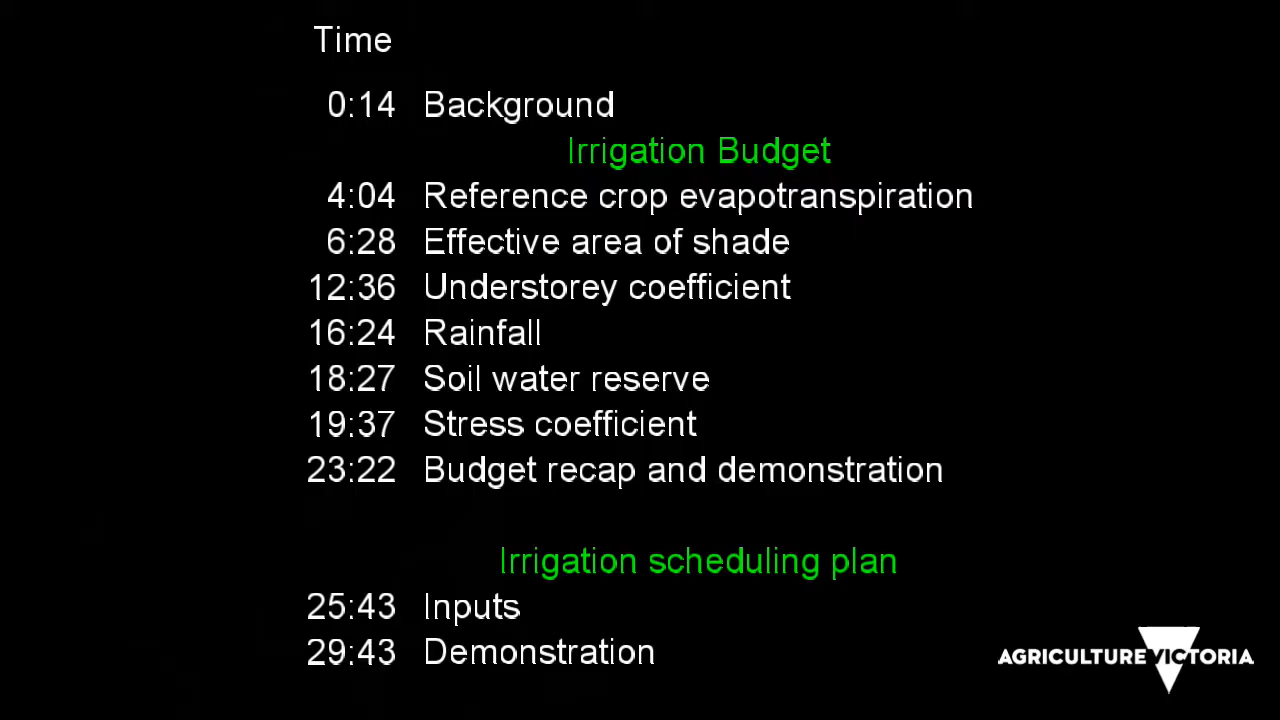 Time
0:14 Background
Irrigation Budget
4:04 Reference crop evapotranspiration
6:28 Effective area of shade
12:36 Understorey coefficient
16:24 Rainfall
18:27 Soil water reserve
19:37 Stress coefficient
23:22 Budget recap and demonstration
Irrigation scheduling plan
25:43 Inputs
29:43 Demonstration
AGRICULTURE VICTORIA